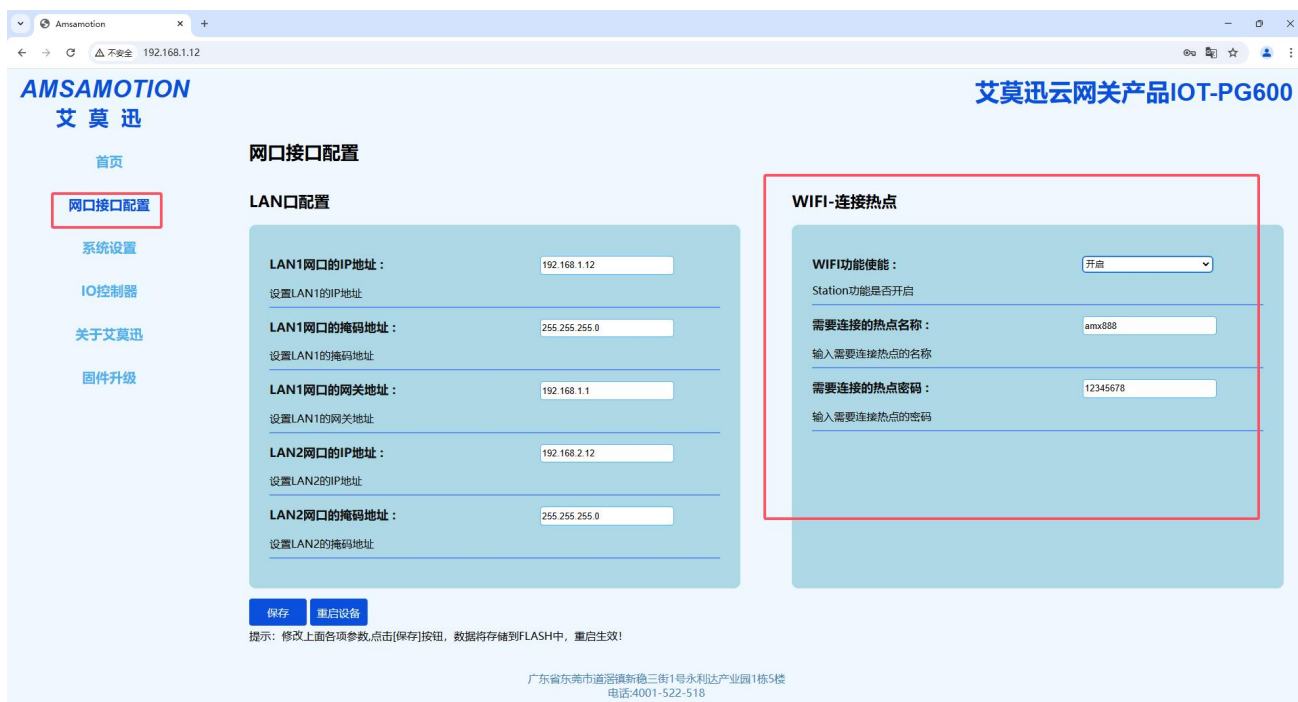 Amsamotion
不安全 192.168.1.12
AMSAMOTION
艾莫迅
艾莫迅云网关产品IOT-PG600
首页
网口接口配置
系统设置
IO控制器
关于艾莫迅
固件升级
网口接口配置
LAN口配置
LAN1网口的IP地址：
192.168.1.12
设置LAN1的IP地址
LAN1网口的掩码地址：
255.255.255.0
设置LAN1的掩码地址
LAN1网口的网关地址：
192.168.1.1
设置LAN1的网关地址
LAN2网口的IP地址：
192.168.2.12
设置LAN2的IP地址
LAN2网口的掩码地址：
255.255.255.0
设置LAN2的掩码地址
WIFI-连接热点
WIFI功能使能：
开启
Station功能是否开启
需要连接的热点名称：
amx888
输入需要连接热点的名称
需要连接的热点密码：
12345678
输入需要连接热点的密码
保存 重启设备
提示：修改上面各项参数,点击[保存]按钮，数据将存储到FLASH中，重启生效！
广东省东莞市道滘镇新稳三街1号永利达产业园1栋5楼
电话:4001-522-518